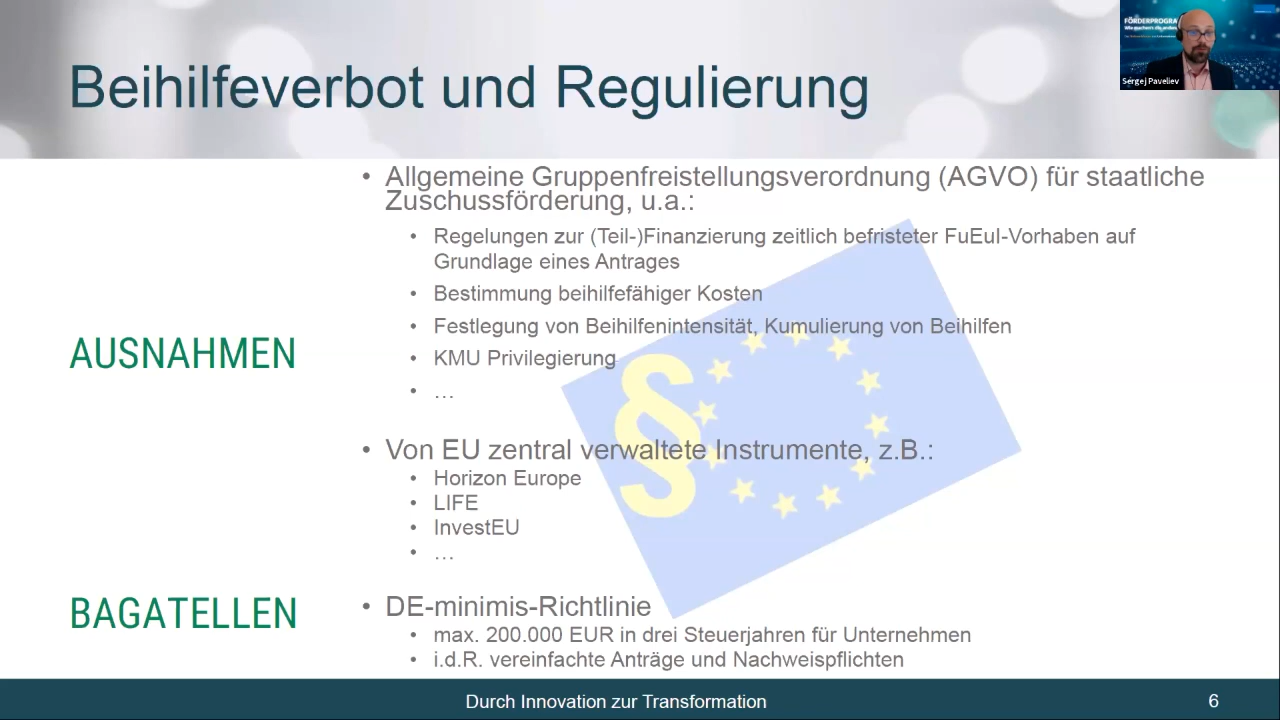 Beihilfeverbot und Regulierung
FÖRDERPROGRA
Sergej Paveliev
AUSNAHMEN
• Allgemeine Gruppenfreistellungsverordnung (AGVO) für staatliche
Zuschussförderung, u.a.:
• Regelungen zur (Teil-)Finanzierung zeitlich befristeter FuEuI-Vorhaben auf
Grundlage eines Antrages
• Bestimmung beihilfefähiger Kosten
• Festlegung von Beihilfenintensität, Kumulierung von Beihilfen
• KMU Privilegierung
• …
• Von EU zentral verwaltete Instrumente, z.B.:
• Horizon Europe
• LIFE
• InvestEU
• …
§
BAGATELLEN
• DE-minimis-Richtlinie
• max. 200.000 EUR in drei Steuerjahren für Unternehmen
• i.d.R. vereinfachte Anträge und Nachweispflichten
Durch Innovation zur Transformation
6